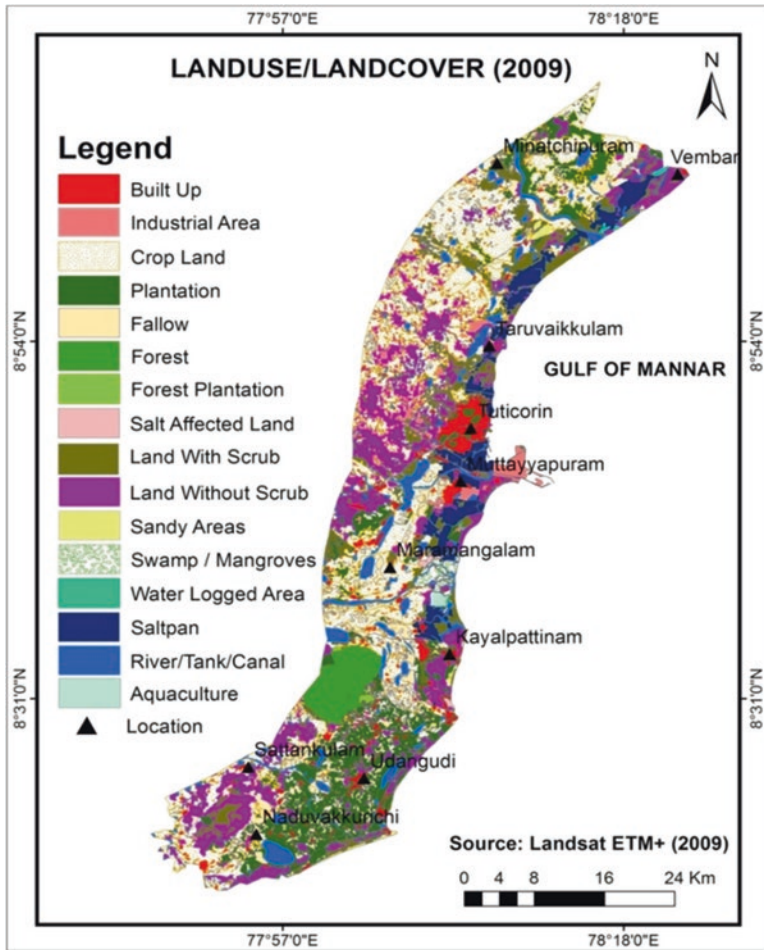 77°57'0"E 78°18'0"E
LANDUSE/LANDCOVER (2009)
N
Legend
Built Up
Industrial Area
Crop Land
Plantation
Fallow
Forest
Forest Plantation
Salt Affected Land
Land With Scrub
Land Without Scrub
Sandy Areas
Swamp / Mangroves
Water Logged Area
Saltpan
River/Tank/Canal
Aquaculture
Location
Minatchipuram
Vembar
Taruvaikkulam
8°54'0"N 8°54'0"N
GULF OF MANNAR
Tuticorin
Muttayyapuram
Maramangalam
Kayalpattinam
8°31'0"N 8°31'0"N
Sattankulam
Udangudi
Naduvakkurichi
Source: Landsat ETM+ (2009)
0 4 8 16 24 Km
77°57'0"E 78°18'0"E